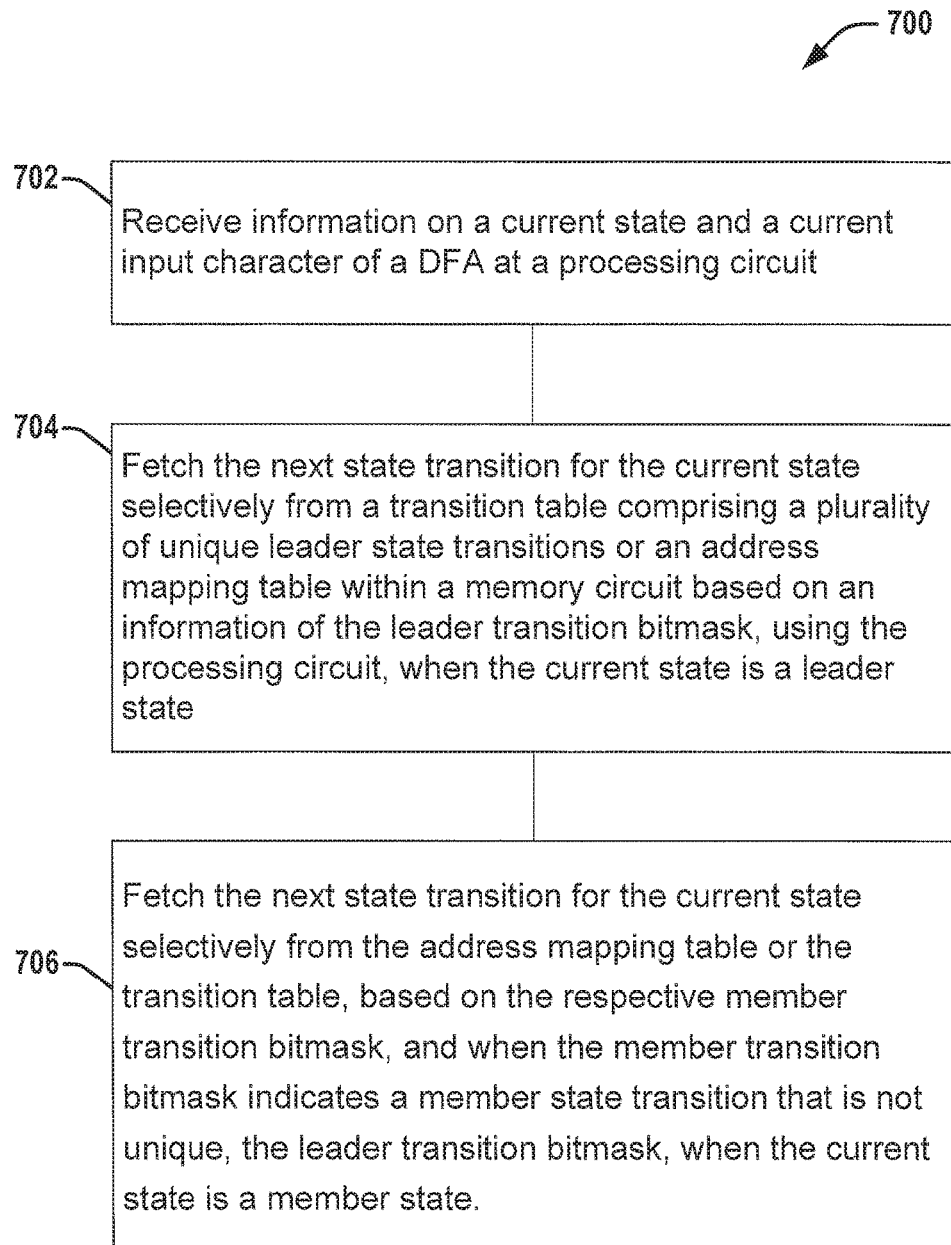 700
702
Receive information on a current state and a current
input character of a DFA at a processing circuit
704
Fetch the next state transition for the current state
selectively from a transition table comprising a plurality
of unique leader state transitions or an address
mapping table within a memory circuit based on an
information of the leader transition bitmask, using the
processing circuit, when the current state is a leader
state
706
Fetch the next state transition for the current state
selectively from the address mapping table or the
transition table, based on the respective member
transition bitmask, and when the member transition
bitmask indicates a member state transition that is not
unique, the leader transition bitmask, when the current
state is a member state.